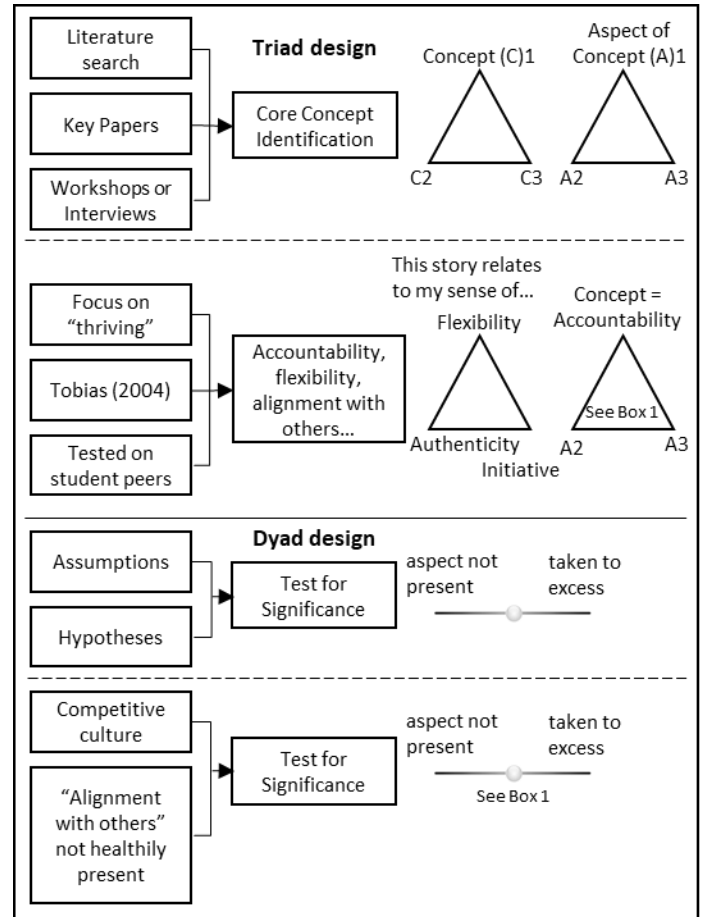 Literature
search
Key Papers
Workshops or
Interviews
Triad design
Core Concept
Identification
Concept (C)1
C2
C3
Aspect of
Concept (A)1
A2
A3
Focus on
“thriving”
Tobias (2004)
Tested on
student peers
Accountability,
flexibility,
alignment with
others...
This story relates
to my sense of...
Flexibility
Authenticity
Initiative
Concept =
Accountability
See Box 1
A2
A3
Dyad design
Assumptions
Hypotheses
Test for
Significance
aspect not
present
taken to
excess
Competitive
culture
“Alignment
with others”
not healthily
present
Test for
Significance
aspect not
present
taken to
excess
See Box 1